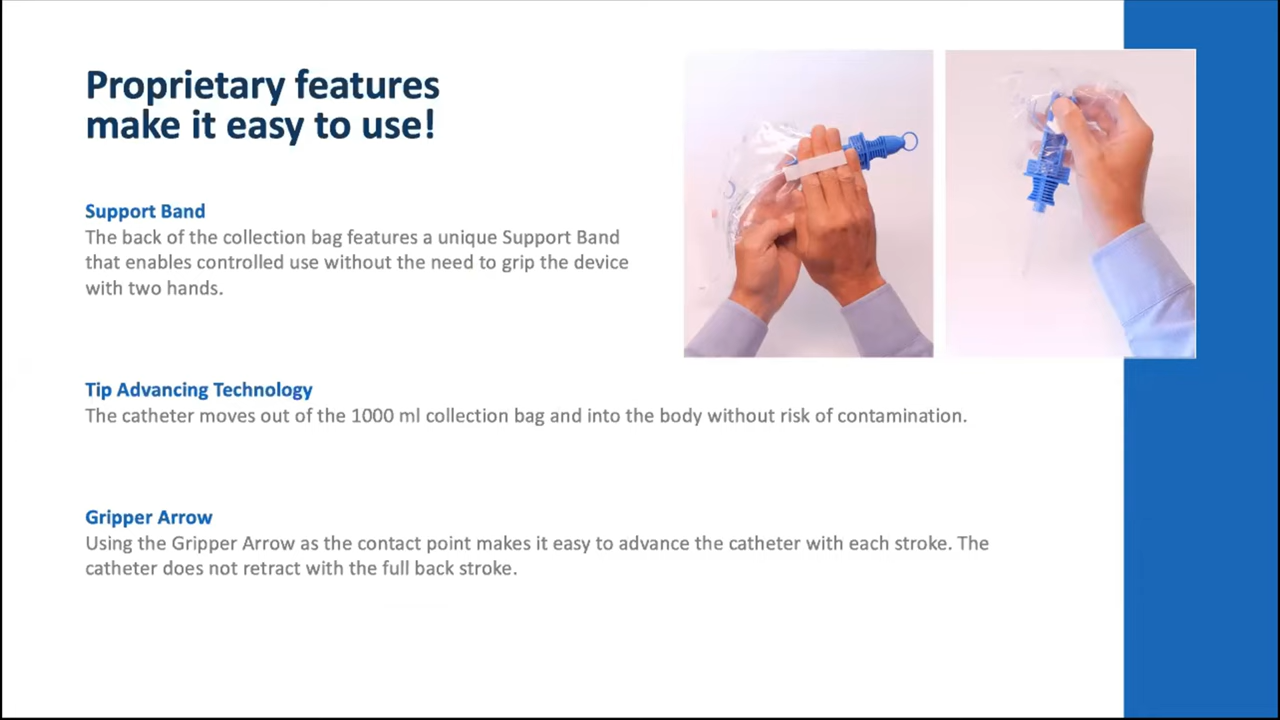 Proprietary features
make it easy to use!
Support Band
The back of the collection bag features a unique Support Band
that enables controlled use without the need to grip the device
with two hands.
Tip Advancing Technology
The catheter moves out of the 1000 ml collection bag and into the body without risk of contamination.
Gripper Arrow
Using the Gripper Arrow as the contact point makes it easy to advance the catheter with each stroke. The
catheter does not retract with the full back stroke.